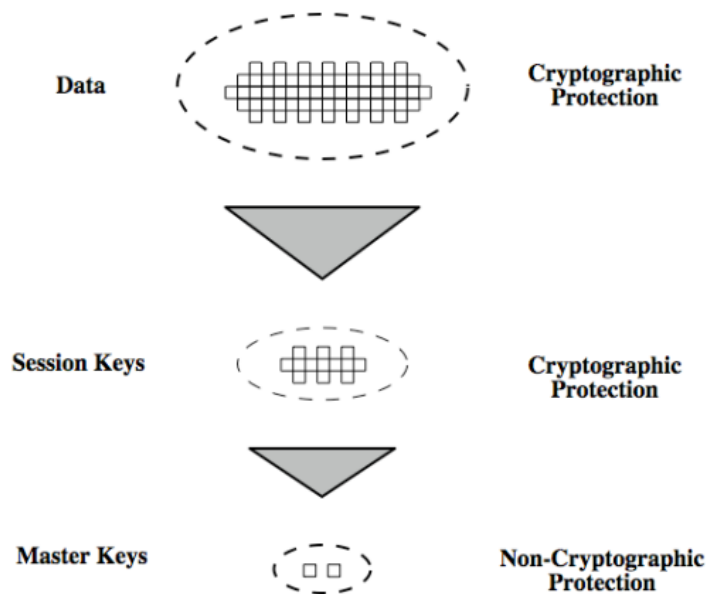 Data
Cryptographic
Protection
Session Keys
Cryptographic
Protection
Master Keys
Non-Cryptographic
Protection